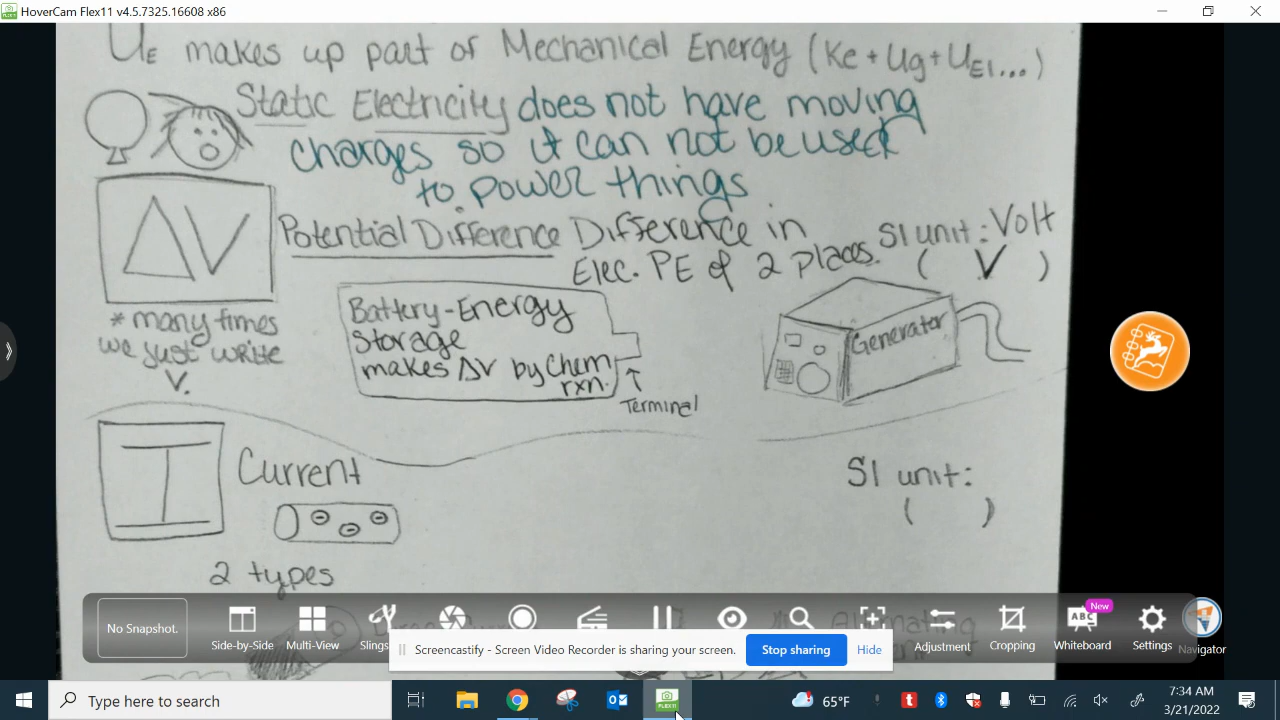 HoverCam Flex11 v4.5.7325.16608 x86
UE makes up part of Mechanical Energy (Ke + Ug + UEl...)
Static Electricity does not have moving
charges so it can not be used
to power things
ΔV
Potential Difference Difference in
Elec. PE of 2 places.
SI unit: Volt
( V )
* many times
we just write
V.
Battery-Energy
Storage
makes ΔV by Chem
rxn.
↑
Terminal
Generator
I
Current
SI unit:
( )
2 types
No Snapshot.
Side-by-Side
Multi-View
Slings
Adjustment
Cropping
New
ABC
Whiteboard
Settings
Navigator
Alternating
Screencastify - Screen Video Recorder is sharing your screen.
Stop sharing
Hide
Type here to search
FLEX11
65°F
7:34 AM
3/21/2022